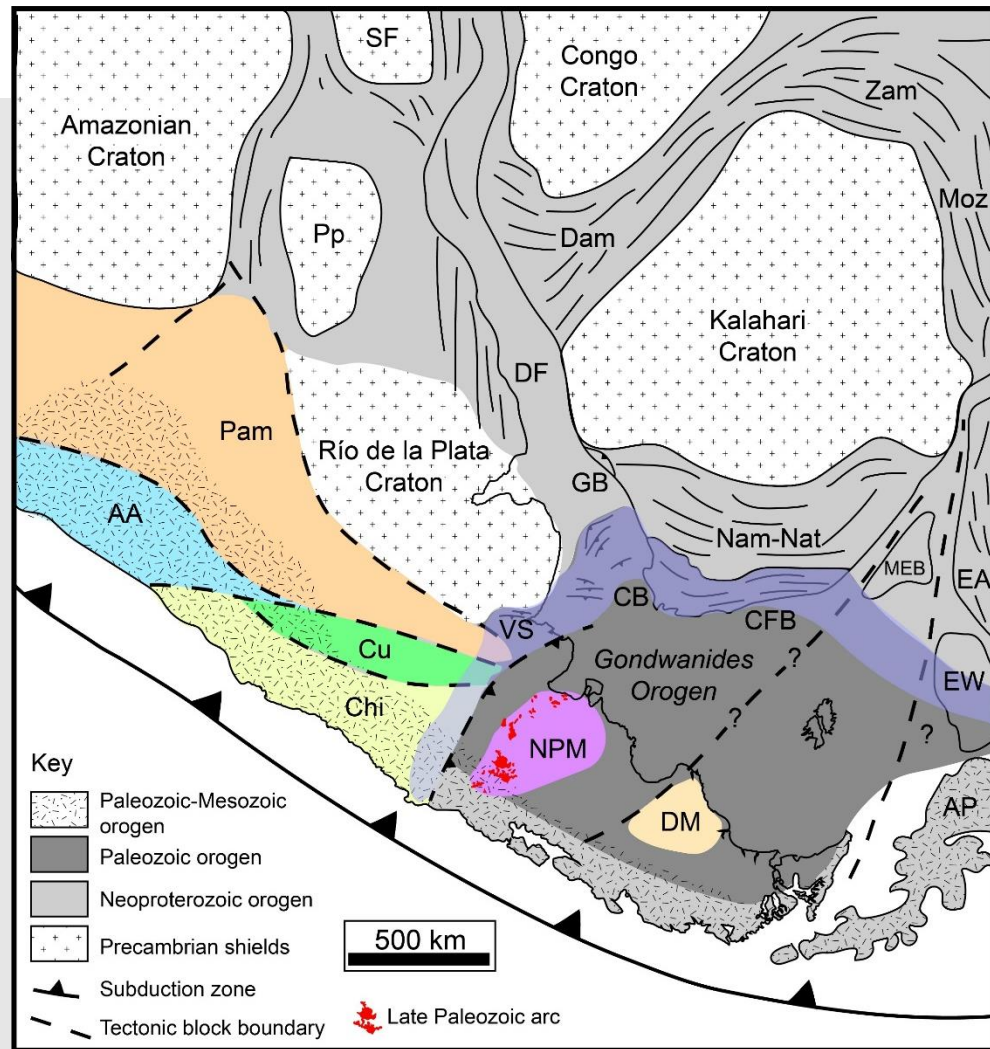 SF
Congo
Craton
Zam
Amazonian
Craton
Moz
Pp
Dam
Kalahari
Craton
DF
Pam
Río de la Plata
Craton
GB
AA
Nam-Nat
MEB
EA
CB
VS
CFB
Cu
Gondwanides
Orogen
?
EW
Chi
?
NPM
Key
AP
DM
Paleozoic-Mesozoic
orogen
Paleozoic orogen
Neoproterozoic orogen
Precambrian shields
500 km
Subduction zone
Late Paleozoic arc
Tectonic block boundary